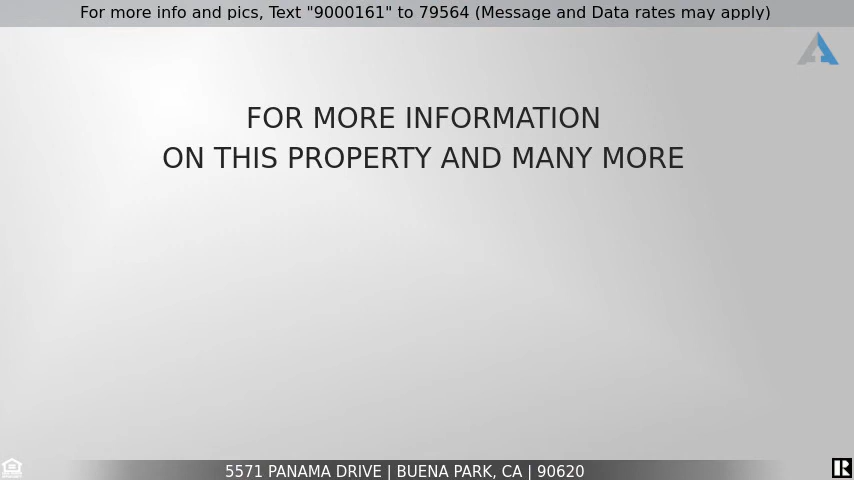 For more info and pics, Text "9000161" to 79564 (Message and Data rates may apply)
FOR MORE INFORMATION
ON THIS PROPERTY AND MANY MORE
5571 PANAMA DRIVE | BUENA PARK, CA | 90620